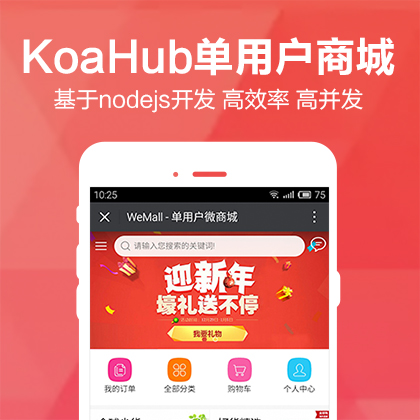 KoaHub单用户商城
基于nodejs开发 高效率 高并发
10:25
75
WeMall - 单用户微商城
请输入您搜索的关键词!
迎新年
壕礼送不停
我要礼物
我的订单 全部分类 购物车 个人中心